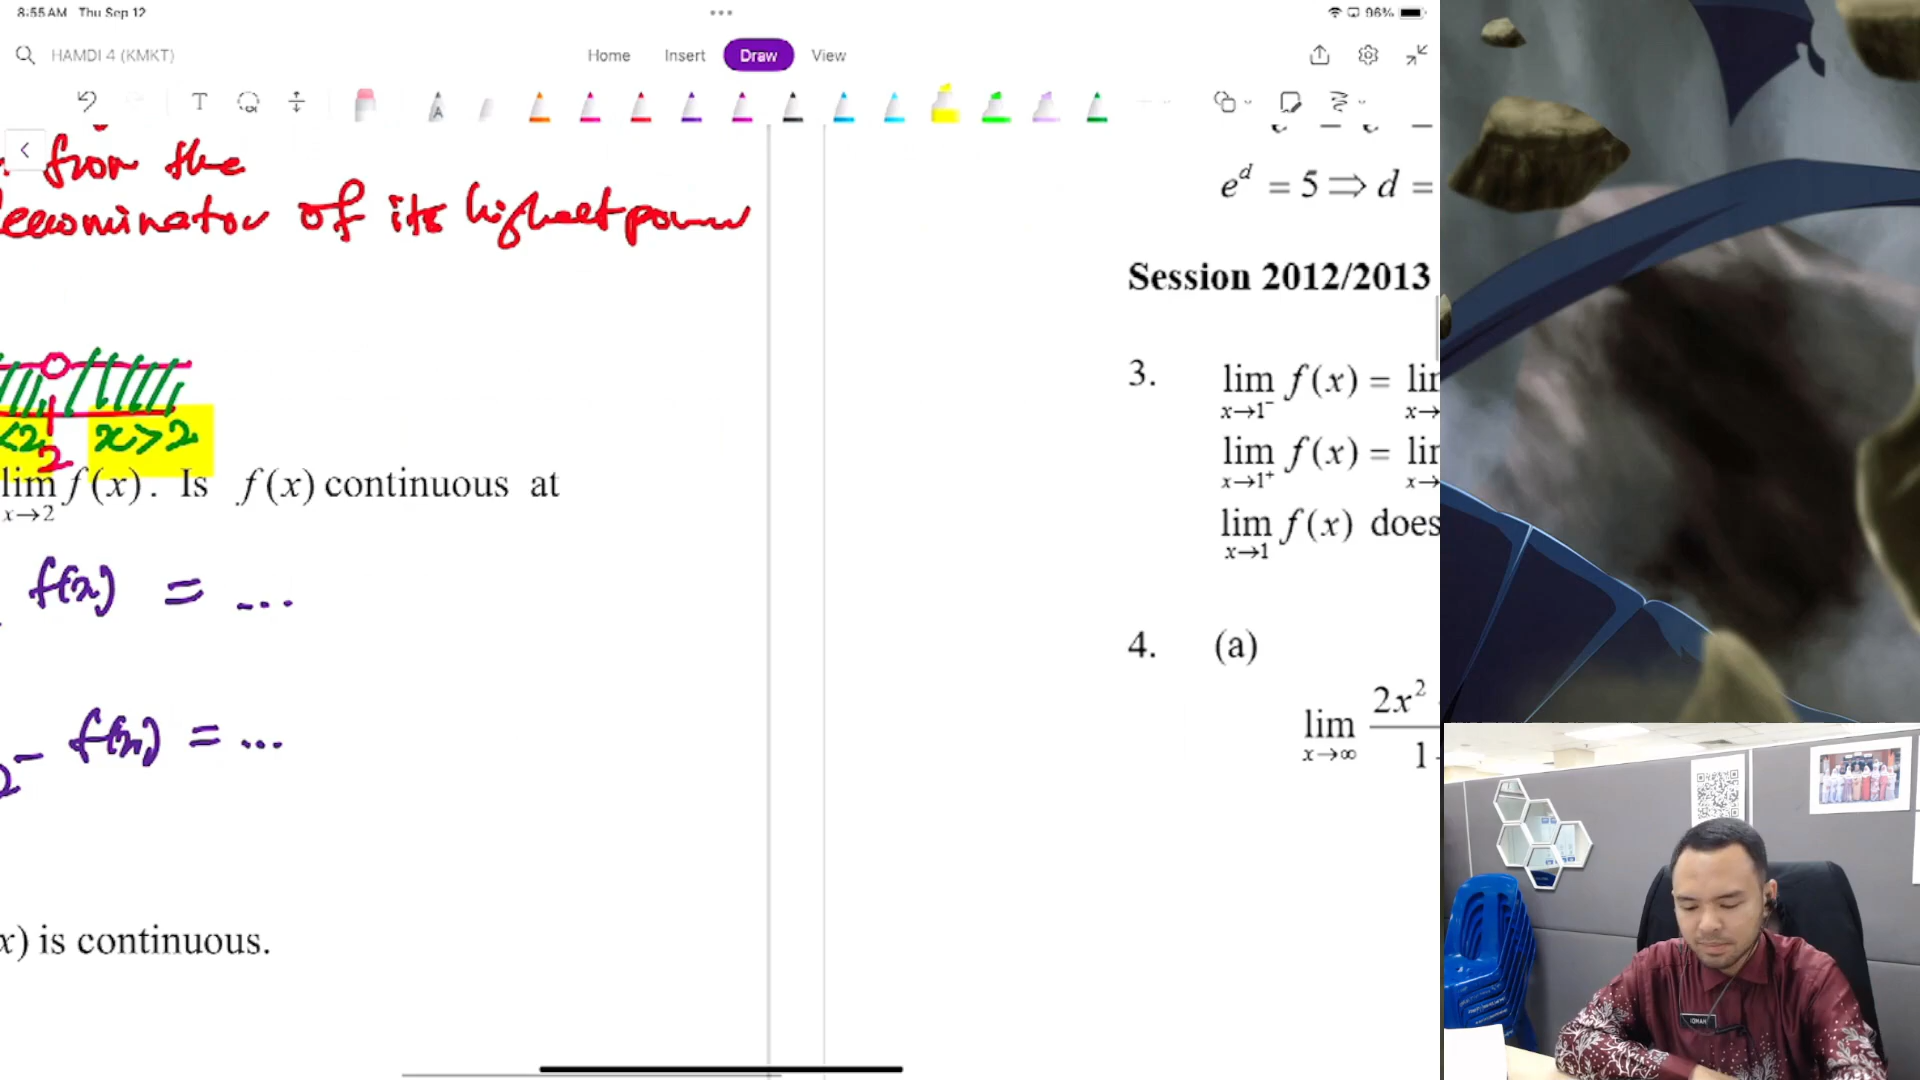 8:55 AM Thu Sep 12
96%
HAMDI 4 (KMKT)
Home Insert Draw View
from the
of its highest power
<2 x>2
2
lim f(x). Is f(x) continuous at
x→2
f(x) = ...
2⁻ f(x) = ...
x) is continuous.
e^d = 5 ⇒ d =
Session 2012/2013
3.
lim f(x) = lim
x→1⁻ x→
lim f(x) = lim
x→1⁺ x→
lim f(x) does
x→1
4. (a)
lim 2x²
x→∞ 1